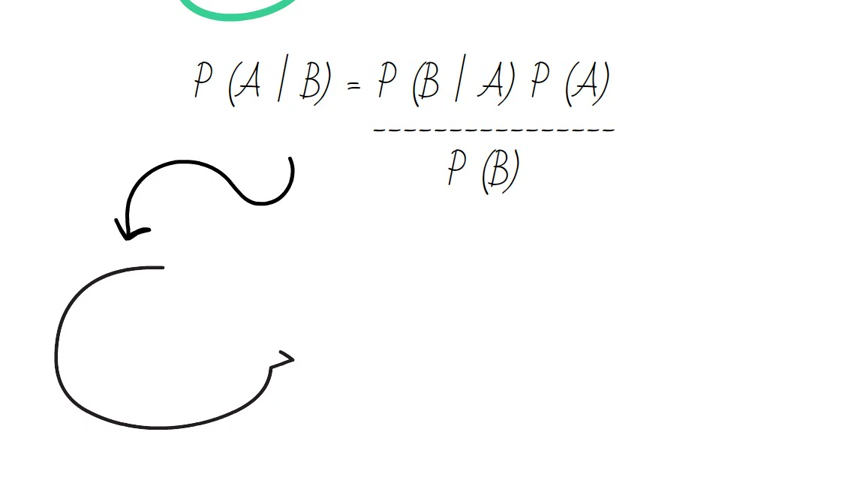 P (A | B) = P (B | A) P (A)
----------------
P (B)